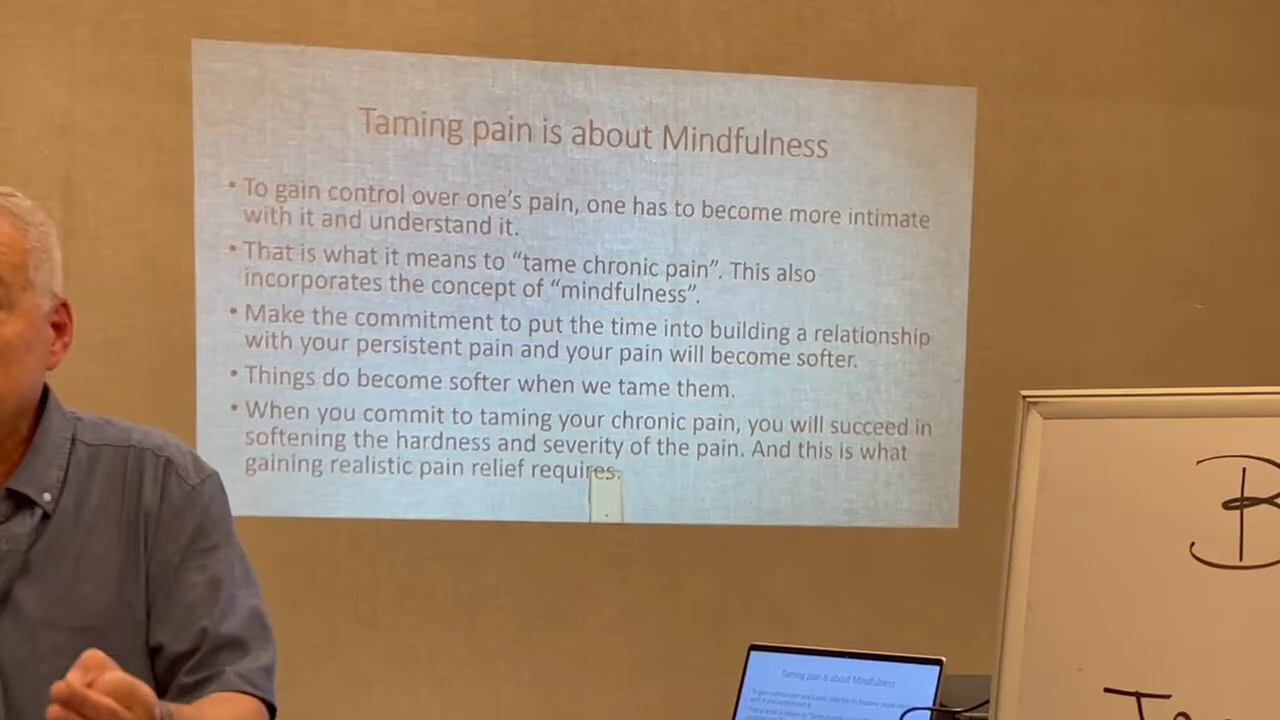 Taming pain is about Mindfulness
• To gain control over one's pain, one has to become more intimate
with it and understand it.
• That is what it means to “tame chronic pain”. This also
incorporates the concept of “mindfulness”.
• Make the commitment to put the time into building a relationship
with your persistent pain and your pain will become softer.
• Things do become softer when we tame them.
• When you commit to taming your chronic pain, you will succeed in
softening the hardness and severity of the pain. And this is what
gaining realistic pain relief requires.
B
Taming pain is about Mindfulness